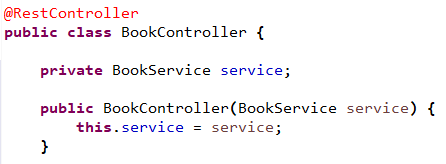 @RestController
public class BookController {
private BookService service;
public BookController(BookService service) {
this.service = service;
}